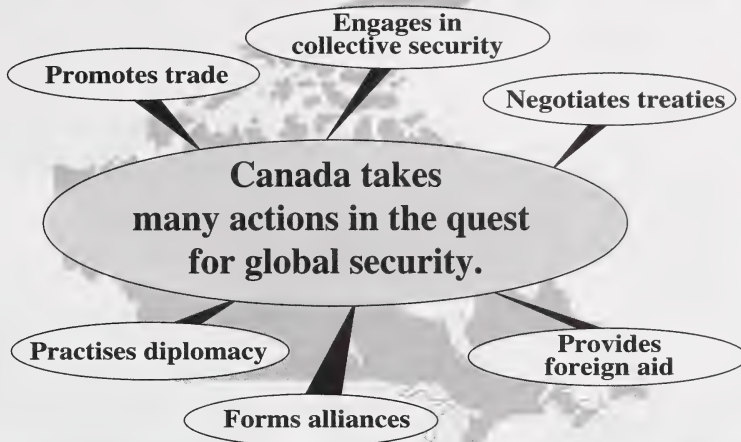 Engages in
collective security
Promotes trade
Negotiates treaties
Canada takes
many actions in the quest
for global security.
Practises diplomacy
Provides
foreign aid
Forms alliances